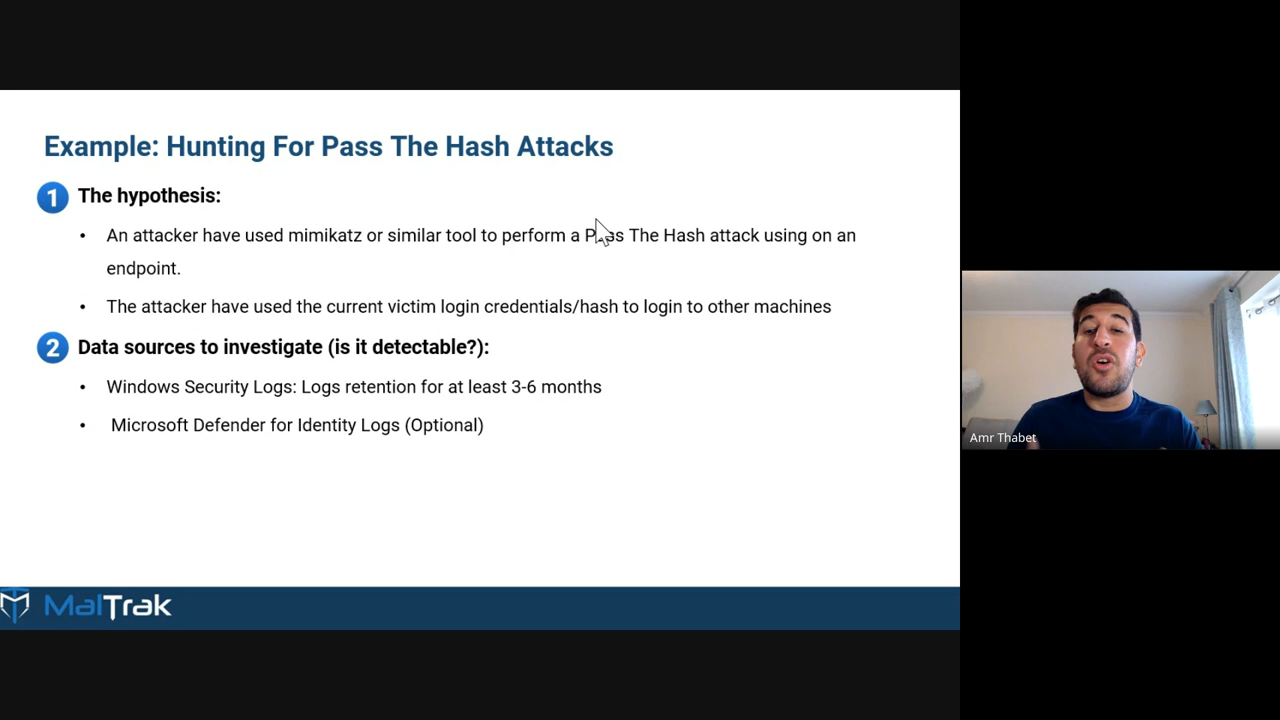 Example: Hunting For Pass The Hash Attacks
1 The hypothesis:
• An attacker have used mimikatz or similar tool to perform a Pass The Hash attack using on an
endpoint.
• The attacker have used the current victim login credentials/hash to login to other machines
2 Data sources to investigate (is it detectable?):
• Windows Security Logs: Logs retention for at least 3-6 months
• Microsoft Defender for Identity Logs (Optional)
Amr Thabet
MalTrak